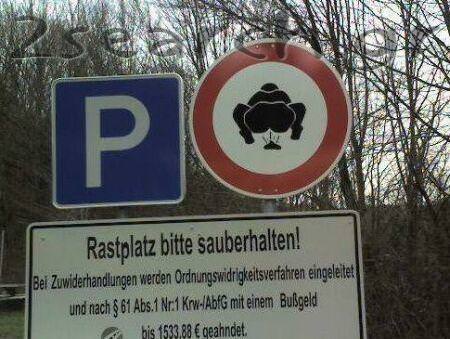 2search.gr
P
Rastplatz bitte sauberhalten!
Bei Zuwiderhandlungen werden Ordnungswidrigkeitsverfahren eingeleitet
und nach § 61 Abs.1 Nr:1 Krw-/AbfG mit einem Bußgeld
bis 1533,88 € geahndet.